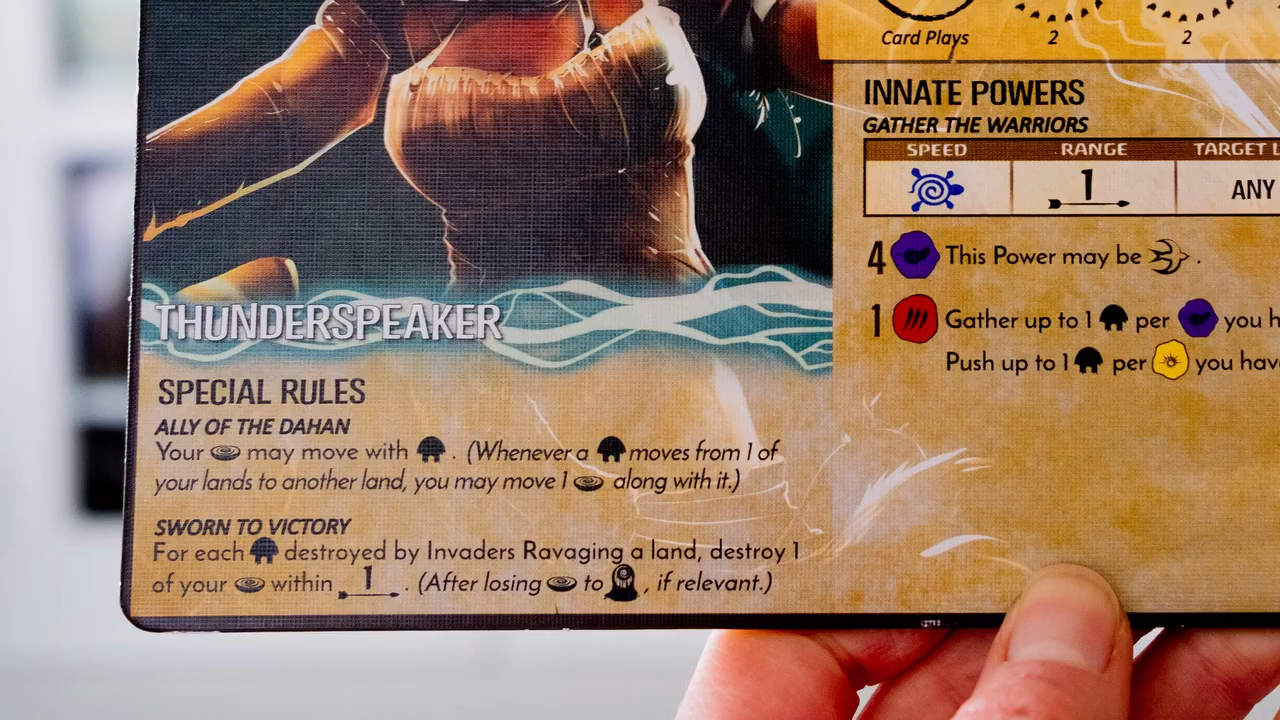 Card Plays 2 2
INNATE POWERS
GATHER THE WARRIORS
SPEED RANGE TARGET
1 ANY
4 This Power may be .
1 Gather up to 1 per you
Push up to 1 per you
THUNDERSPEAKER
SPECIAL RULES
ALLY OF THE DAHAN
Your may move with . (Whenever a moves from 1 of
your lands to another land, you may move 1 along with it.)
SWORN TO VICTORY
For each destroyed by Invaders Ravaging a land, destroy 1
of your within 1 . (After losing to , if relevant.)